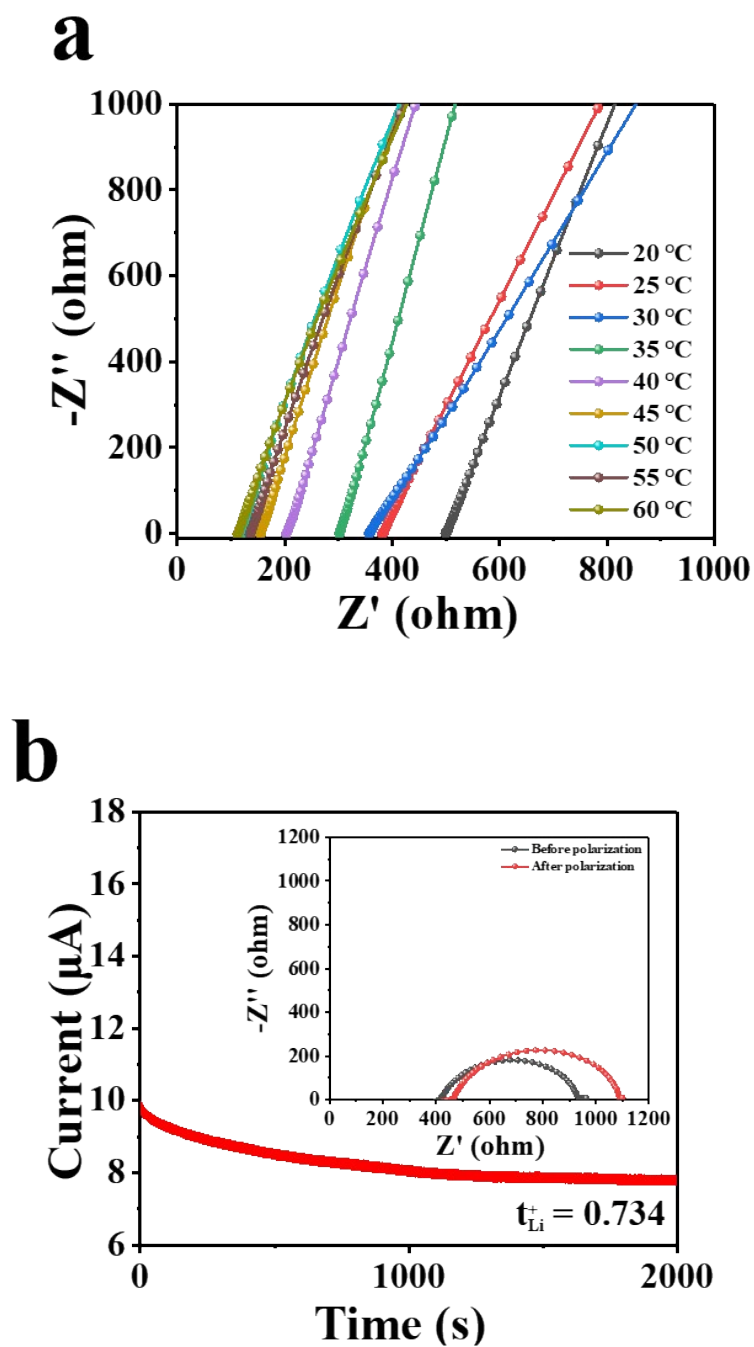 a
1000
800
600
400
200
0
-Z'' (ohm)
20 °C
25 °C
30 °C
35 °C
40 °C
45 °C
50 °C
55 °C
60 °C
0 200 400 600 800 1000
Z' (ohm)
b
18
16
14
12
10
8
6
Current (μA)
1200
1000
800
600
400
200
0
-Z'' (ohm)
Before polarization
After polarization
0 200 400 600 800 1000 1200
Z' (ohm)
t⁺Li = 0.734
0 1000 2000
Time (s)